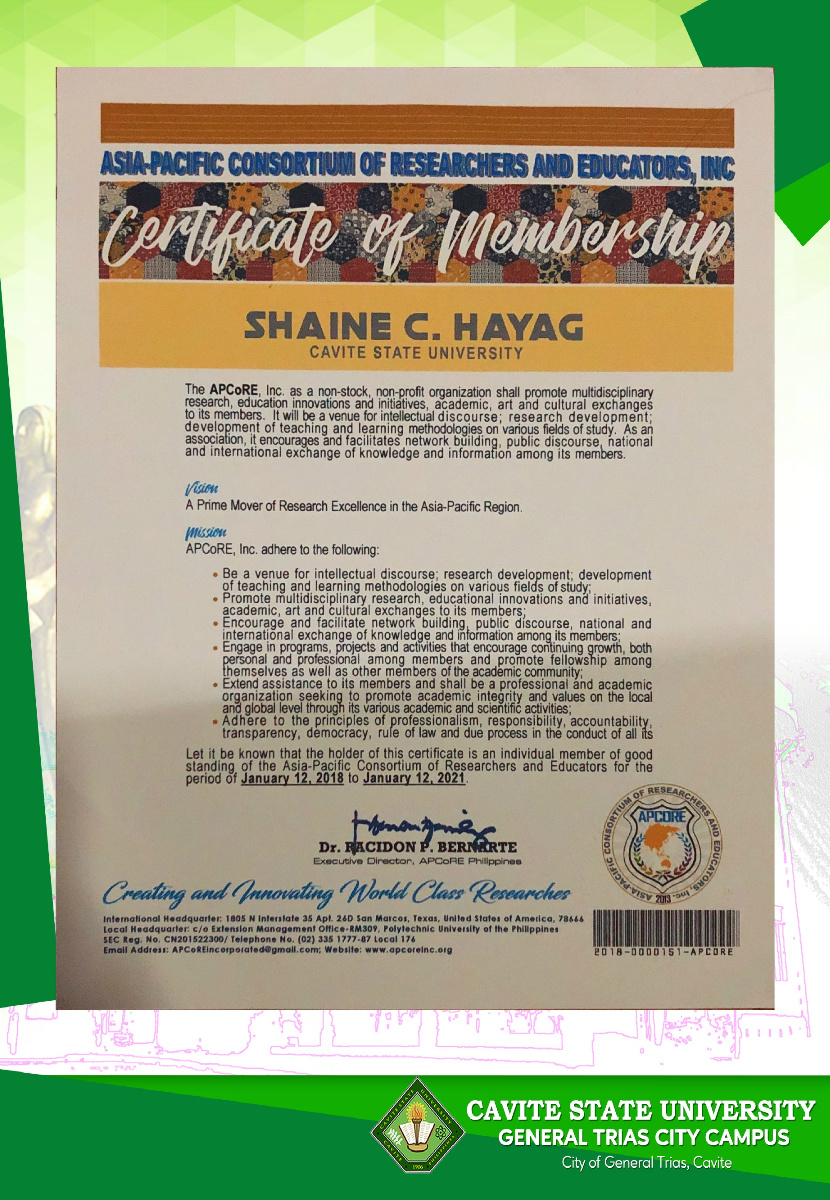 ASIA-PACIFIC CONSORTIUM OF RESEARCHERS AND EDUCATORS, INC
Certificate of Membership
SHAINE C. HAYAG
CAVITE STATE UNIVERSITY
The APCoRE, Inc. as a non-stock, non-profit organization shall promote multidisciplinary
research, education innovations and initiatives, academic, art and cultural exchanges
to its members. It will be a venue for intellectual discourse; research development;
development of teaching and learning methodologies on various fields of study. As an
association, it encourages and facilitates network building, public discourse, national
and international exchange of knowledge and information among its members.
Vision
A Prime Mover of Research Excellence in the Asia-Pacific Region.
Mission
APCoRE, Inc. adhere to the following:
• Be a venue for intellectual discourse; research development; development
of teaching and learning methodologies on various fields of study;
• Promote multidisciplinary research, educational innovations and initiatives,
academic, art and cultural exchanges to its members;
• Encourage and facilitate network building, public discourse, national and
international exchange of knowledge and information among its members;
• Engage in programs, projects and activities that encourage continuing growth, both
personal and professional among members and promote fellowship among
themselves as well as other members of the academic community;
• Extend assistance to its members and shall be a professional and academic
organization seeking to promote academic integrity and values on the local
and global level through its various academic and scientific activities;
• Adhere to the principles of professionalism, responsibility, accountability,
transparency, democracy, rule of law and due process in the conduct of all its
Let it be known that the holder of this certificate is an individual member of good
standing of the Asia-Pacific Consortium of Researchers and Educators for the
period of January 12, 2018 to January 12, 2021.
Dr. RACIDON P. BERNARTE
Executive Director, APCoRE Philippines
ASIA-PACIFIC CONSORTIUM OF RESEARCHERS AND EDUCATORS, Inc.
APCORE
2013
Creating and Innovating World Class Researches
International Headquarter: 1805 N Interstate 35 Apt. 26D San Marcos, Texas, United States of America, 78666
Local Headquarter: c/o Extension Management Office-RM309, Polytechnic University of the Philippines
SEC Reg. No. CN201522300/ Telephone No. (02) 335 1777-87 Local 176
Email Address: APCoREincorporated@gmail.com; Website: www.apcoreinc.org
2018-0000151-APCORE
CAVITE STATE UNIVERSITY
GENERAL TRIAS CITY CAMPUS
City of General Trias, Cavite